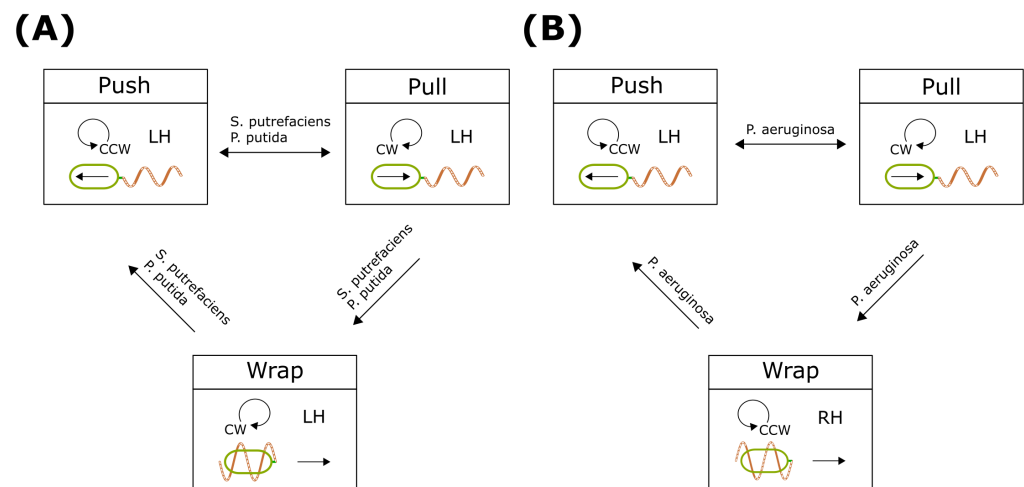 (A)
Push
CCW
LH
S. putrefaciens
P. putida
Pull
CW
LH
S. putrefaciens
P. putida
S. putrefaciens
P. putida
Wrap
CW
LH
(B)
Push
CCW
LH
P. aeruginosa
Pull
CW
LH
P. aeruginosa
P. aeruginosa
Wrap
CCW
RH